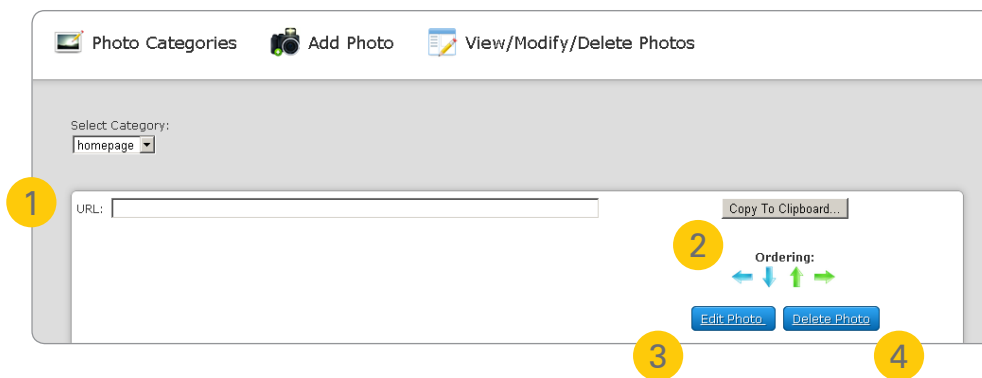 Photo Categories Add Photo View/Modify/Delete Photos
Select Category:
homepage
1
URL: Copy To Clipboard...
2
Ordering:
Edit Photo Delete Photo
3 4